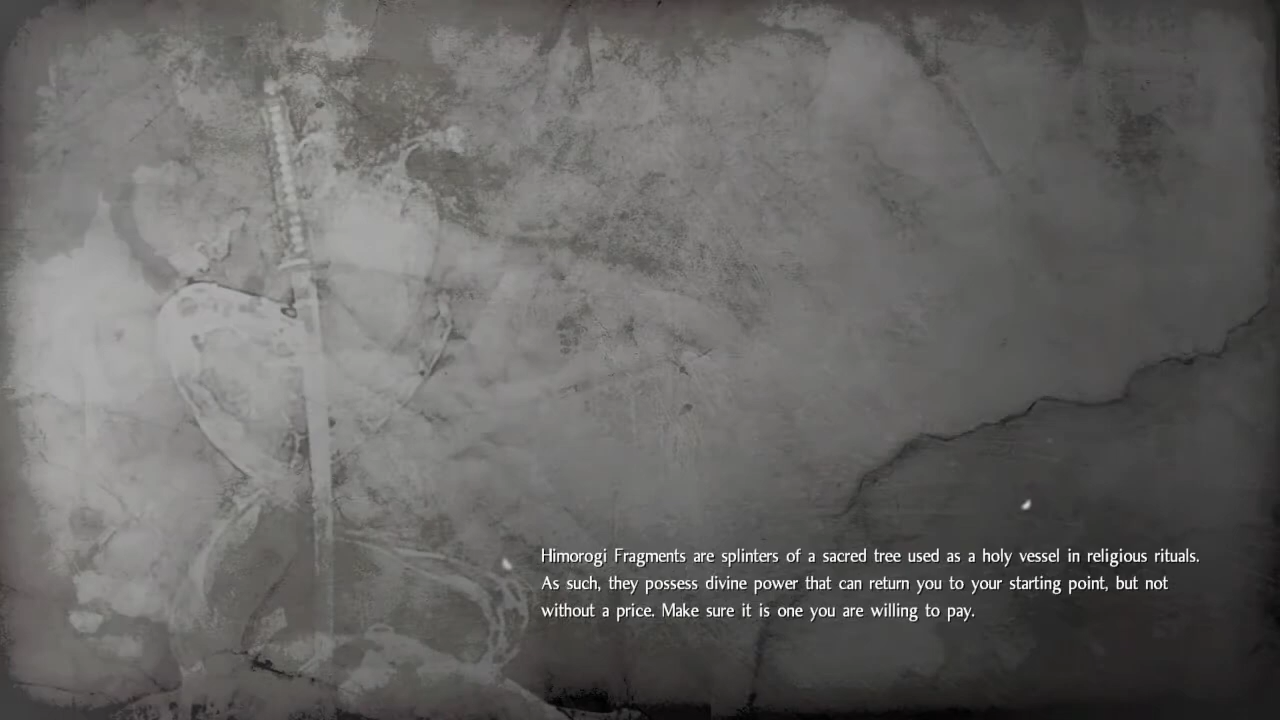 Himorogi Fragments are splinters of a sacred tree used as a holy vessel in religious rituals.
As such, they possess divine power that can return you to your starting point, but not
without a price. Make sure it is one you are willing to pay.